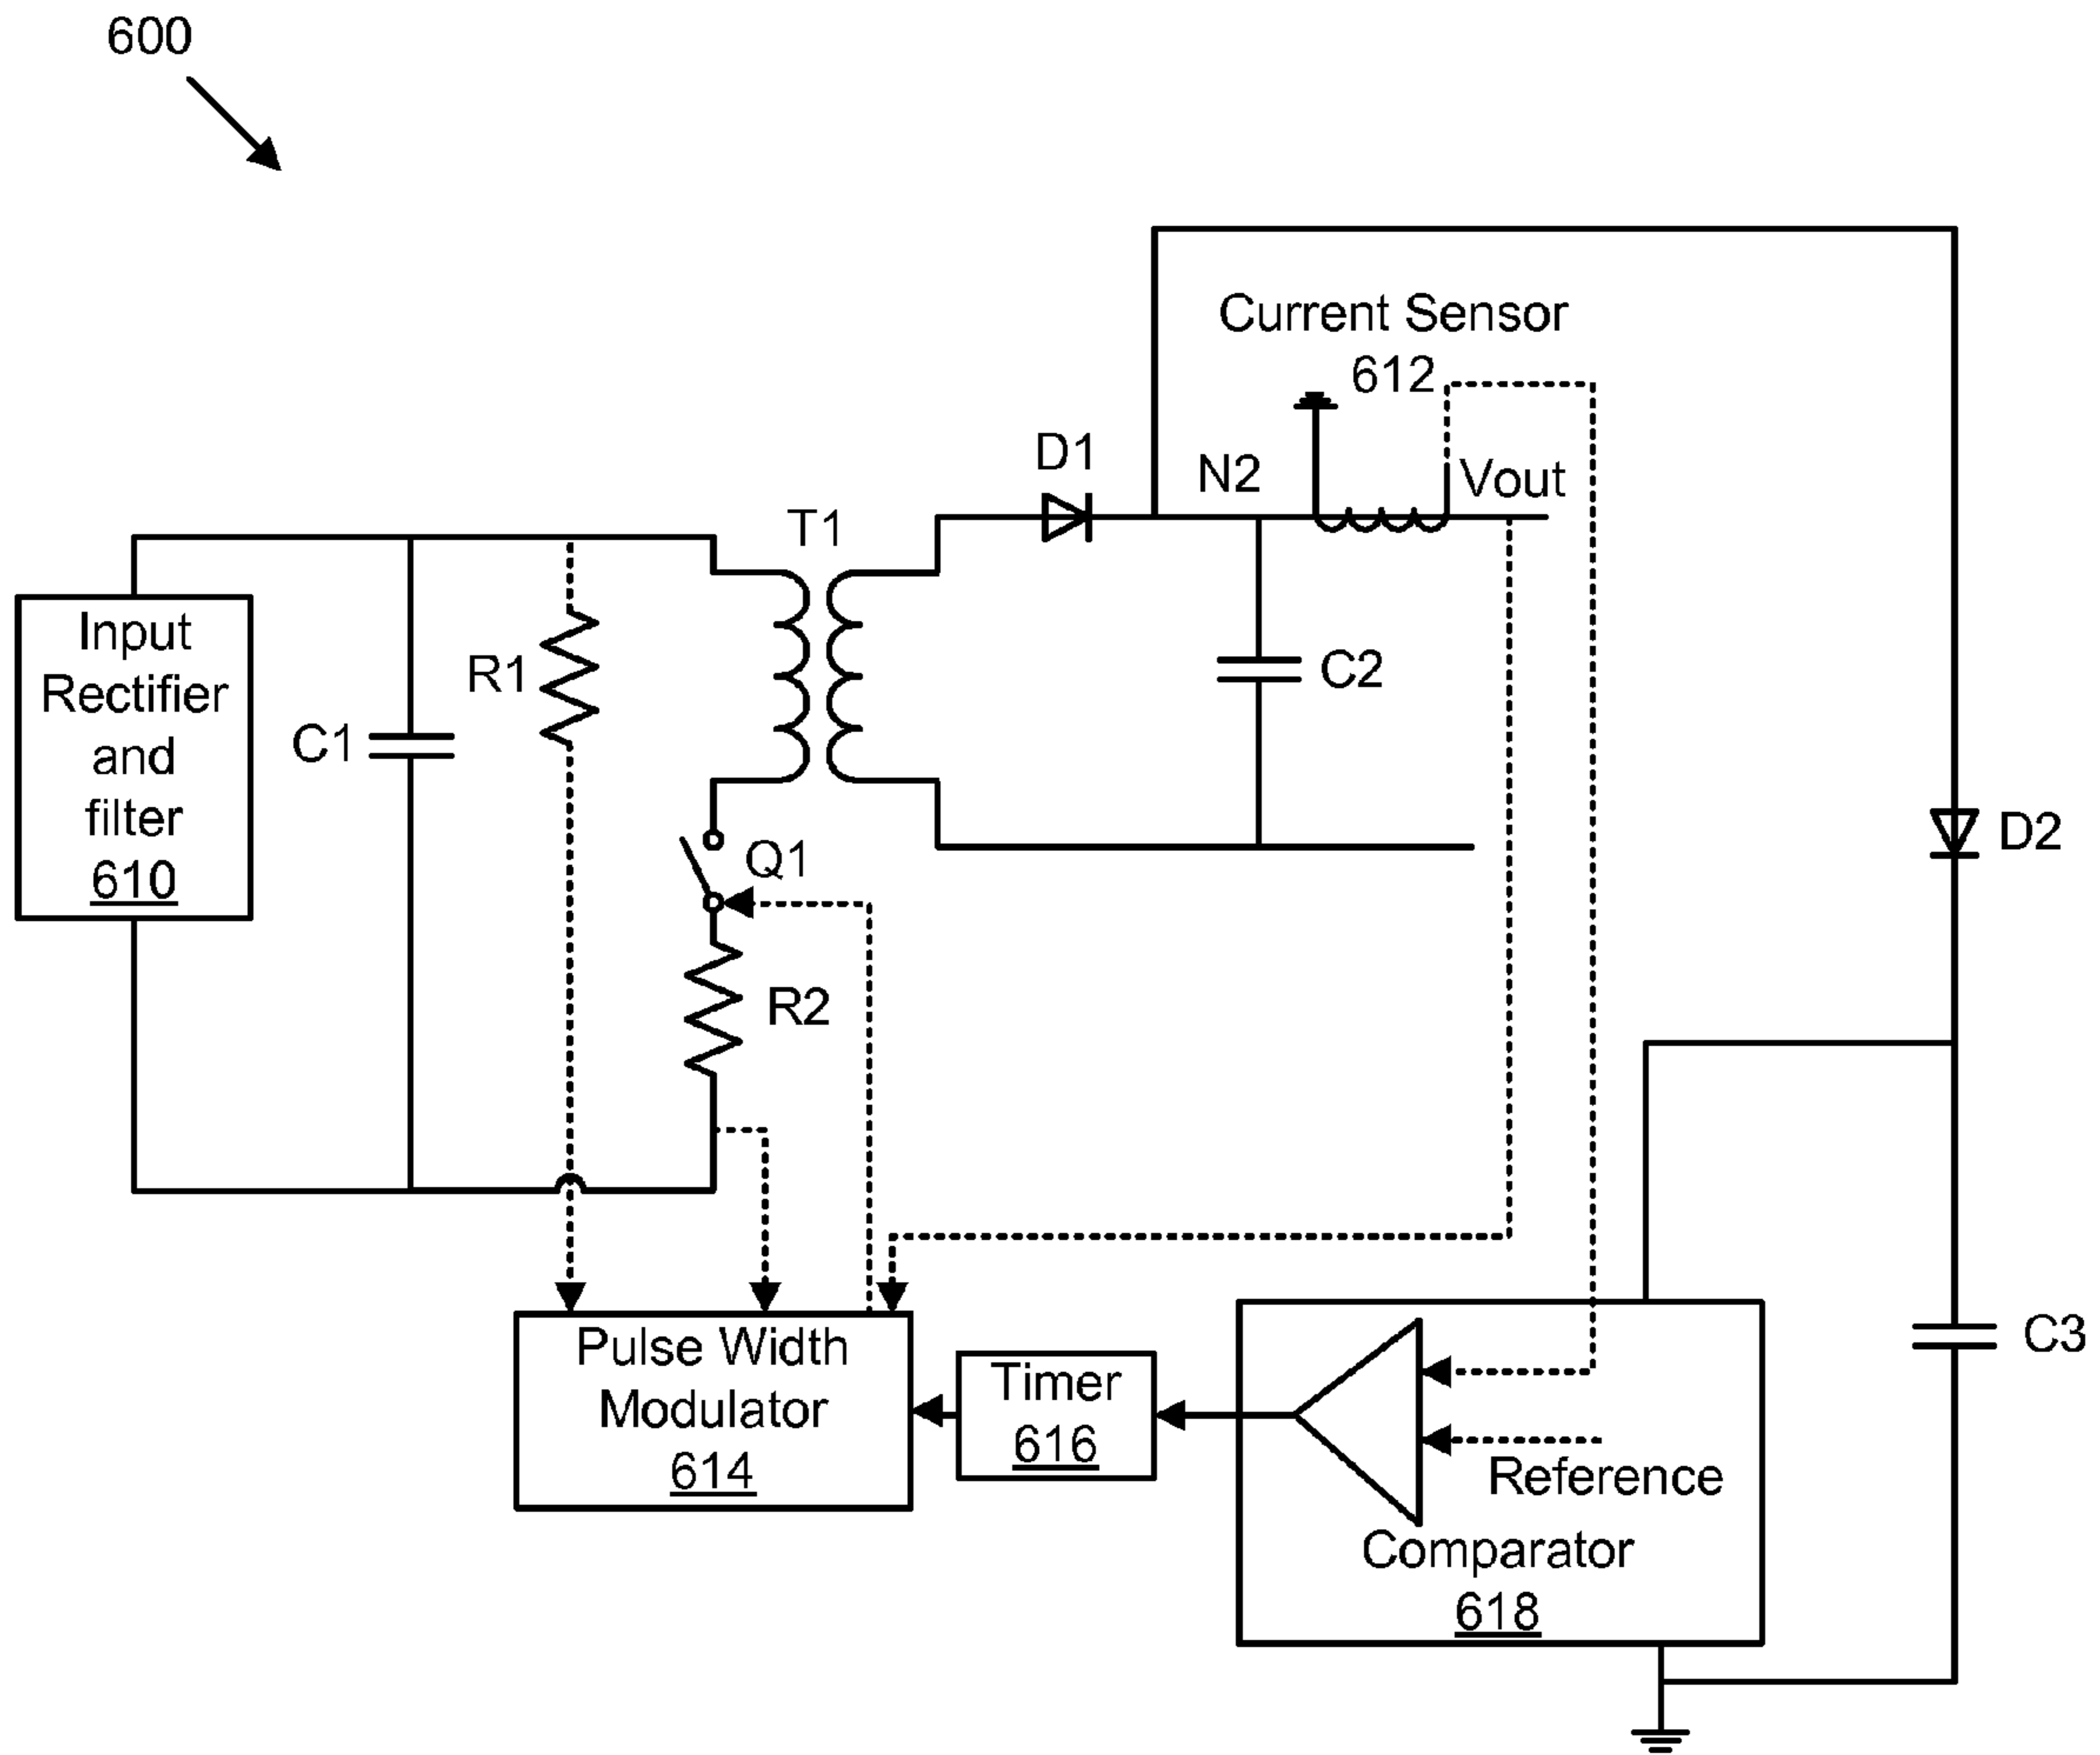 600
Current Sensor
612
D1
N2
Vout
T1
Input
Rectifier
and
filter
610
R1
C1
C2
Q1
D2
R2
C3
Pulse Width
Modulator
614
Timer
616
Reference
Comparator
618